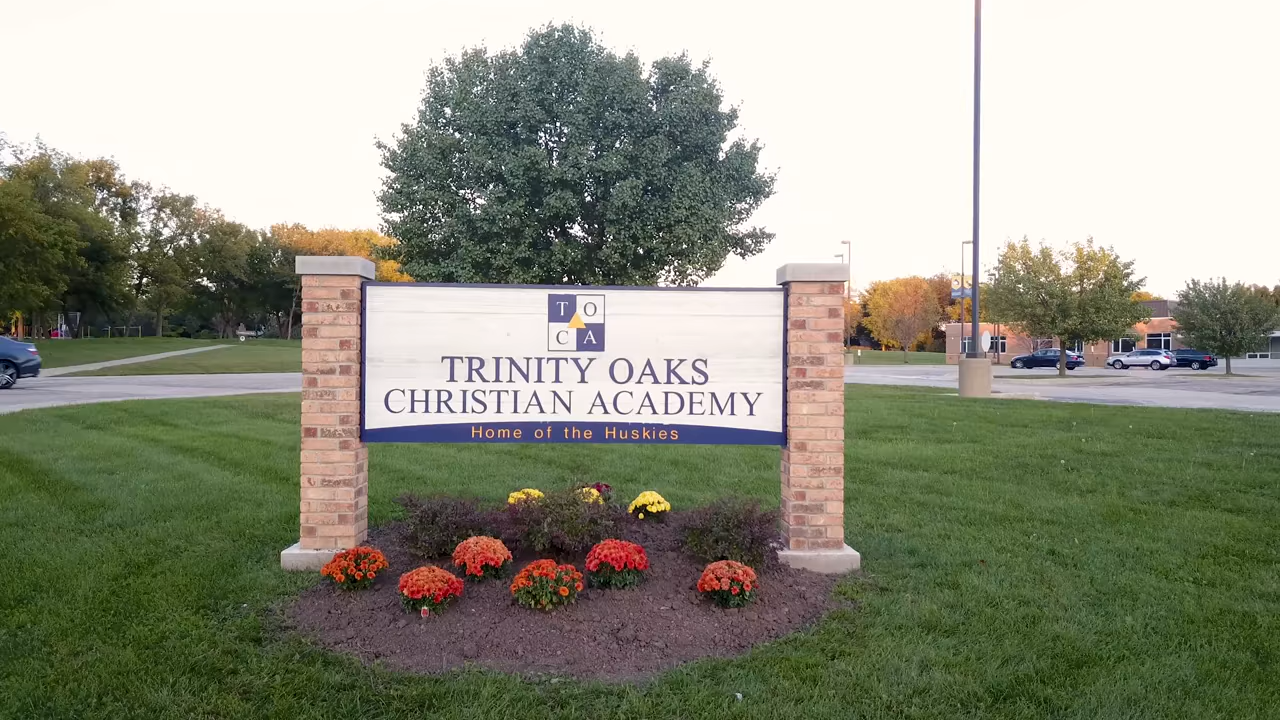 T O
C A
TRINITY OAKS
CHRISTIAN ACADEMY
Home of the Huskies